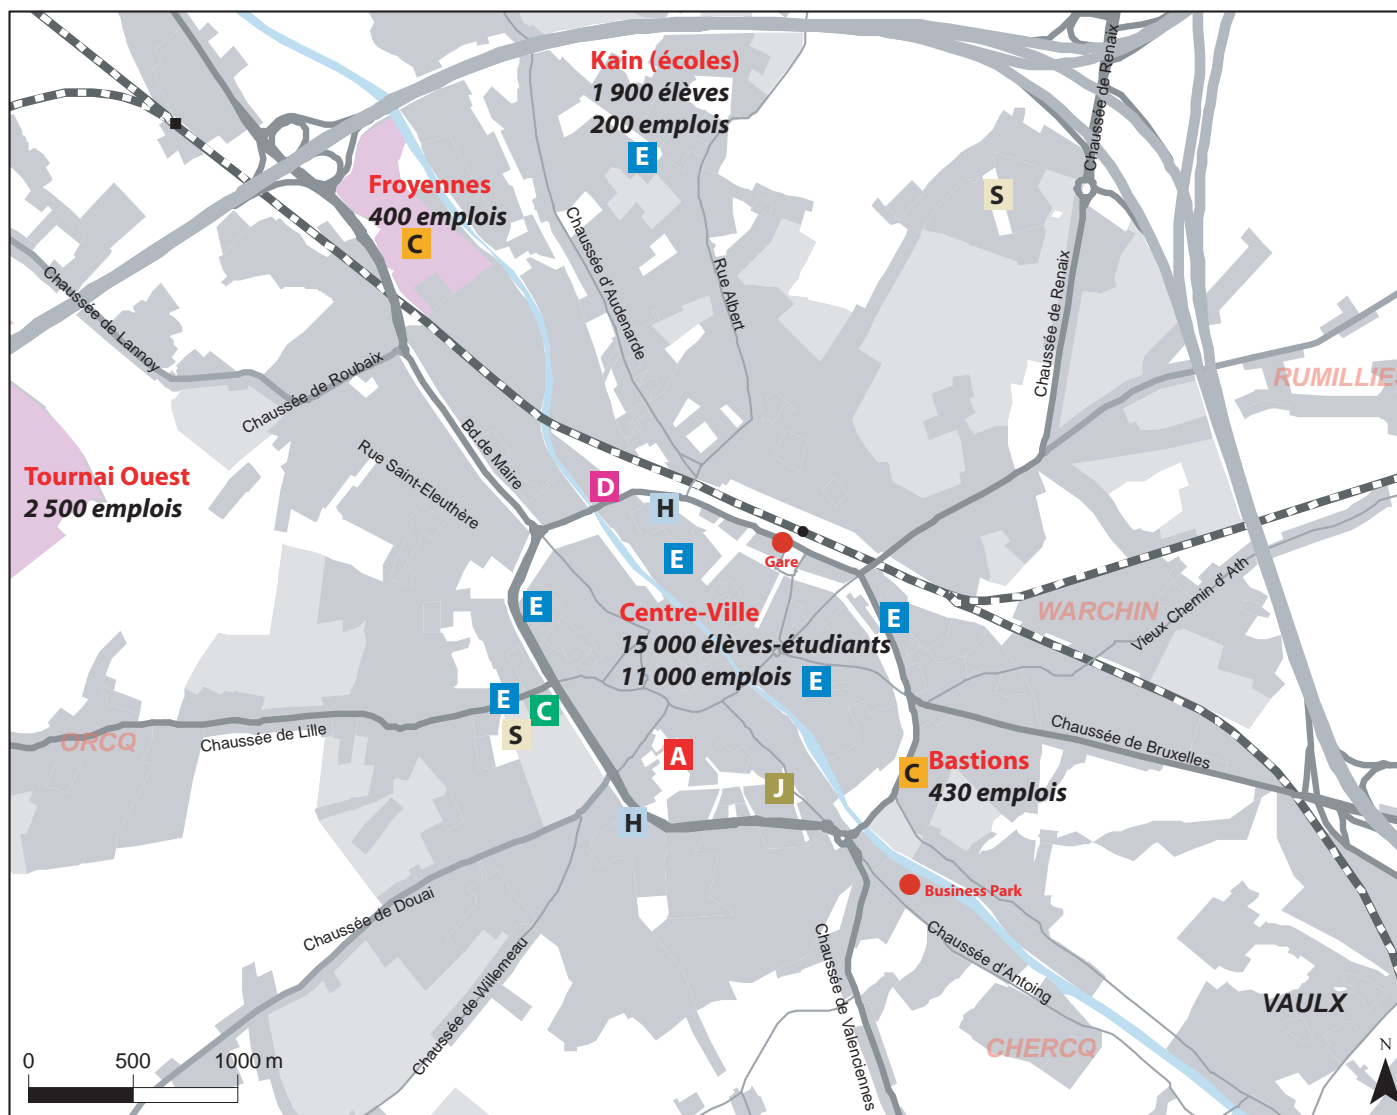 Kain (écoles)
1 900 élèves
200 emplois
E
Chaussée de Renaix
Chaussée de Renaix
S
Froyennes
400 emplois
C
Chaussée d'Audenarde
Rue Albert
Chaussée de Renaix
Chaussée de Lannoy
Chaussée de Roubaix
RUMILLIES
Bd.de Maire
Rue Saint-Eleuthère
Tournai Ouest
2 500 emplois
D
H
E
Gare
E
Centre-Ville
15 000 élèves-étudiants
11 000 emplois
E
E
WARCHIN
Vieux Chemin d' Ath
E
C
S
ORCQ
Chaussée de Lille
Chaussée de Bruxelles
A
J
C
Bastions
430 emplois
H
Business Park
Chaussée de Douai
Chaussée de Willemeau
Chaussée de Valenciennes
Chaussée d'Antoing
VAULX
CHERCQ
N
0 500 1000 m